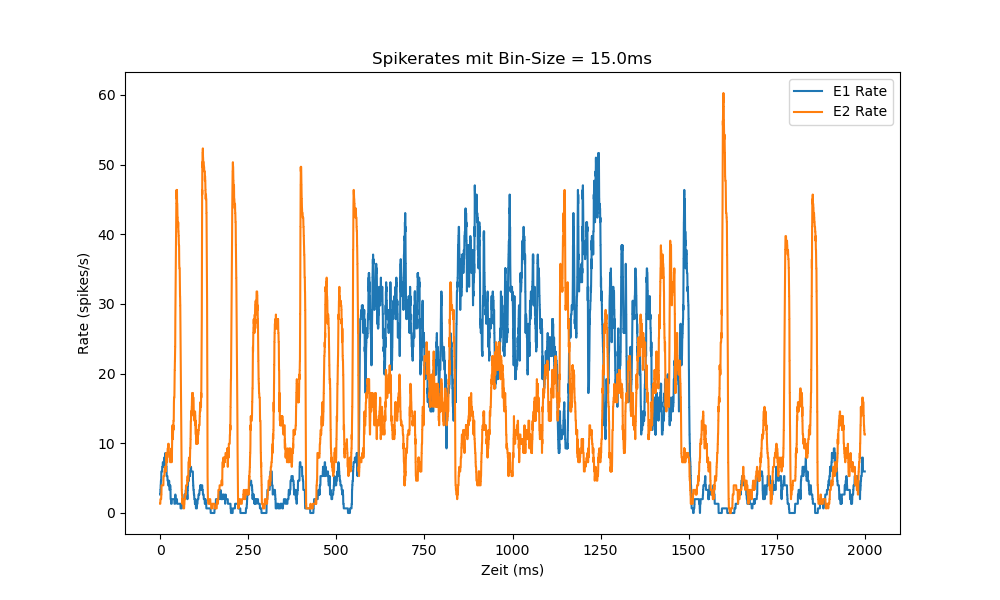 Spikerates mit Bin-Size = 15.0ms
E1 Rate
E2 Rate
60
50
40
30
20
10
0
Rate (spikes/s)
0 250 500 750 1000 1250 1500 1750 2000
Zeit (ms)